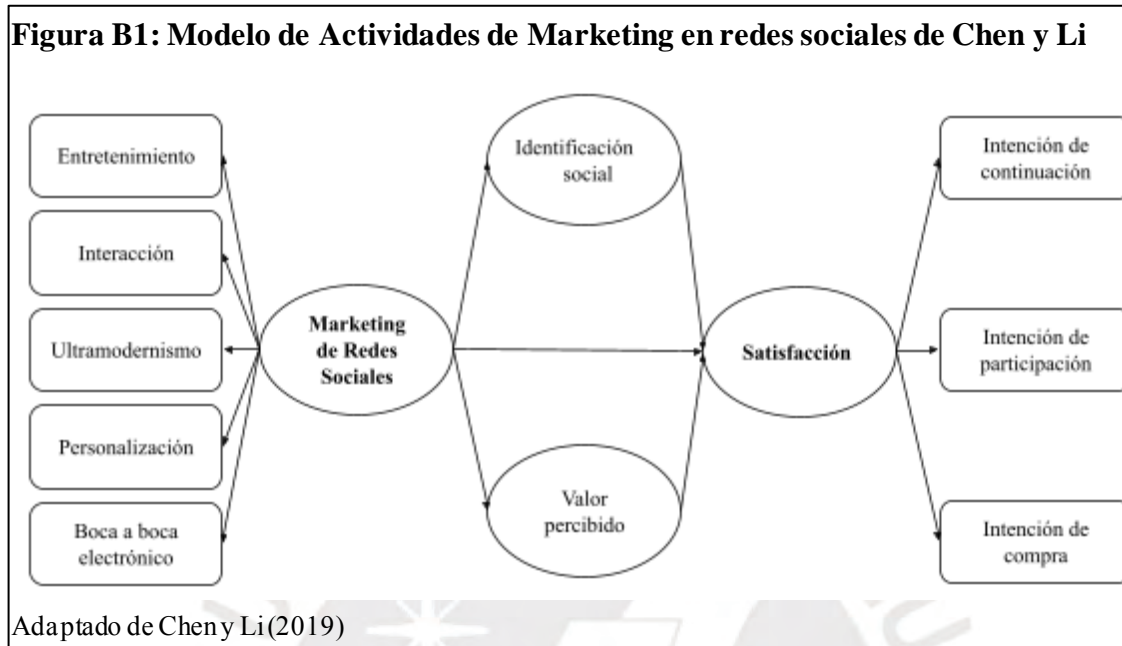 Figura B1: Modelo de Actividades de Marketing en redes sociales de Chen y Li
Entretenimiento
Interacción
Ultramodernismo
Personalización
Boca a boca
electrónico
Marketing
de Redes
Sociales
Identificación
social
Valor
percibido
Satisfacción
Intención de
continuación
Intención de
participación
Intención de
compra
Adaptado de Chen y Li (2019)